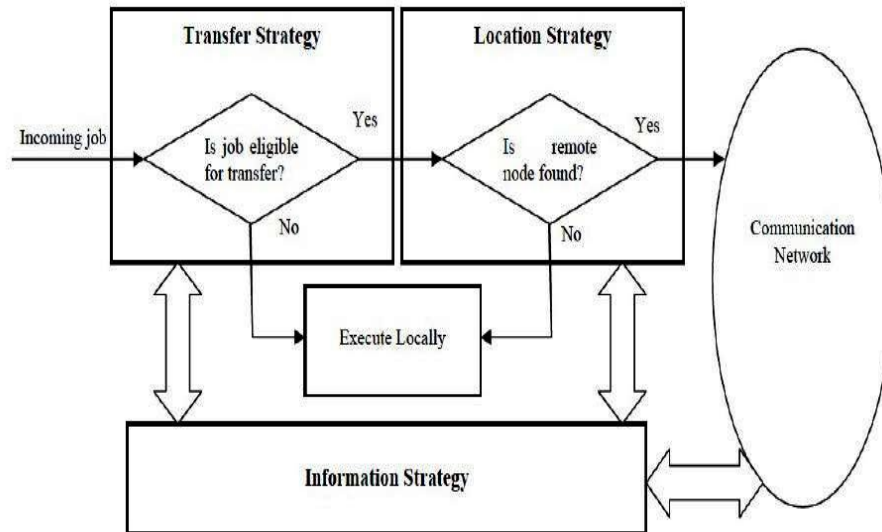 Transfer Strategy
Location Strategy
Incoming job
Is job eligible
for transfer?
Yes
No
Is remote
node found?
Yes
No
Communication
Network
Execute Locally
Information Strategy